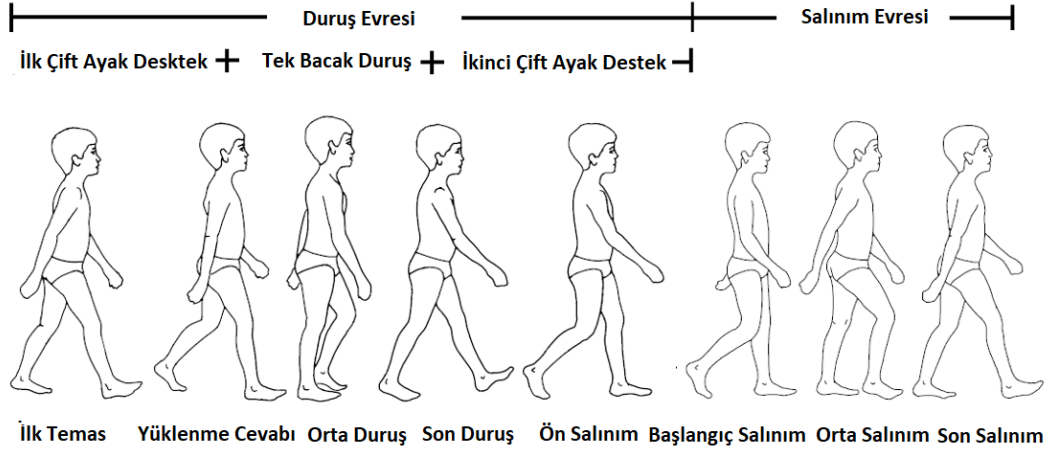 Duruş Evresi Salınım Evresi
İlk Çift Ayak Desktek Tek Bacak Duruş İkinci Çift Ayak Destek
İlk Temas Yüklenme Cevabı Orta Duruş Son Duruş Ön Salınım Başlangıç Salınım Orta Salınım Son Salınım